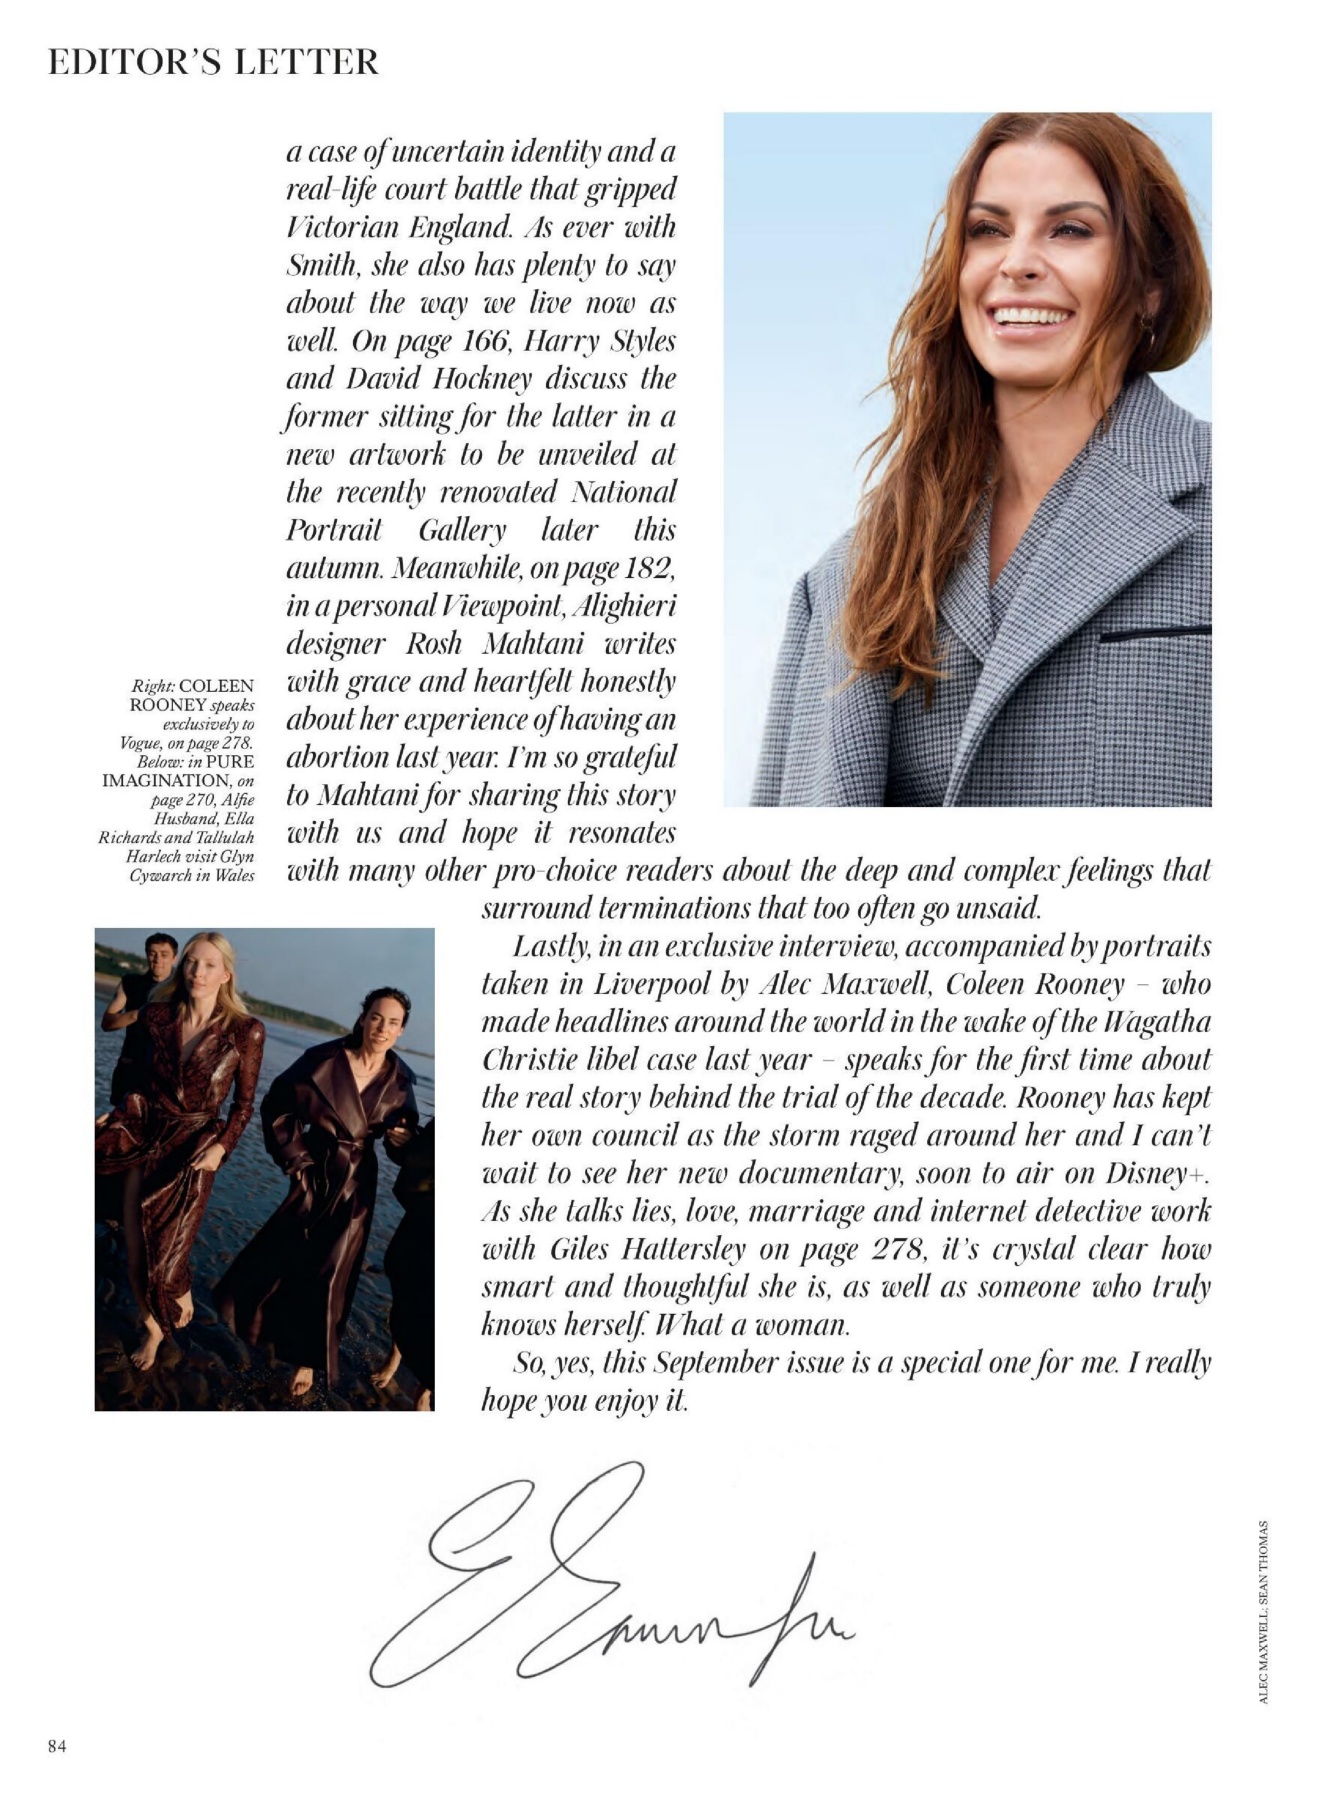 EDITOR'S LETTER
a case of uncertain identity and a
real-life court battle that gripped
Victorian England. As ever with
Smith, she also has plenty to say
about the way we live now as
well. On page 166, Harry Styles
and David Hockney discuss the
former sitting for the latter in a
new artwork to be unveiled at
the recently renovated National
Portrait Gallery later this
autumn. Meanwhile, on page 182,
in a personal Viewpoint, Alighieri
designer Rosh Mahtani writes
with grace and heartfelt honestly
about her experience of having an
abortion last year. I'm so grateful
to Mahtani for sharing this story
with us and hope it resonates
with many other pro-choice readers about the deep and complex feelings that
surround terminations that too often go unsaid.
Lastly, in an exclusive interview, accompanied by portraits
taken in Liverpool by Alec Maxwell, Coleen Rooney – who
made headlines around the world in the wake of the Wagatha
Christie libel case last year – speaks for the first time about
the real story behind the trial of the decade. Rooney has kept
her own council as the storm raged around her and I can't
wait to see her new documentary, soon to air on Disney+.
As she talks lies, love, marriage and internet detective work
with Giles Hattersley on page 278, it's crystal clear how
smart and thoughtful she is, as well as someone who truly
knows herself. What a woman.
So, yes, this September issue is a special one for me. I really
hope you enjoy it.
Right: COLEEN
ROONEY speaks
exclusively to
Vogue, on page 278.
Below: in PURE
IMAGINATION, on
page 270, Alfie
Husband, Ella
Richards and Tallulah
Harlech visit Glyn
Cywarch in Wales
ALEC MAXWELL; SEAN THOMAS
84